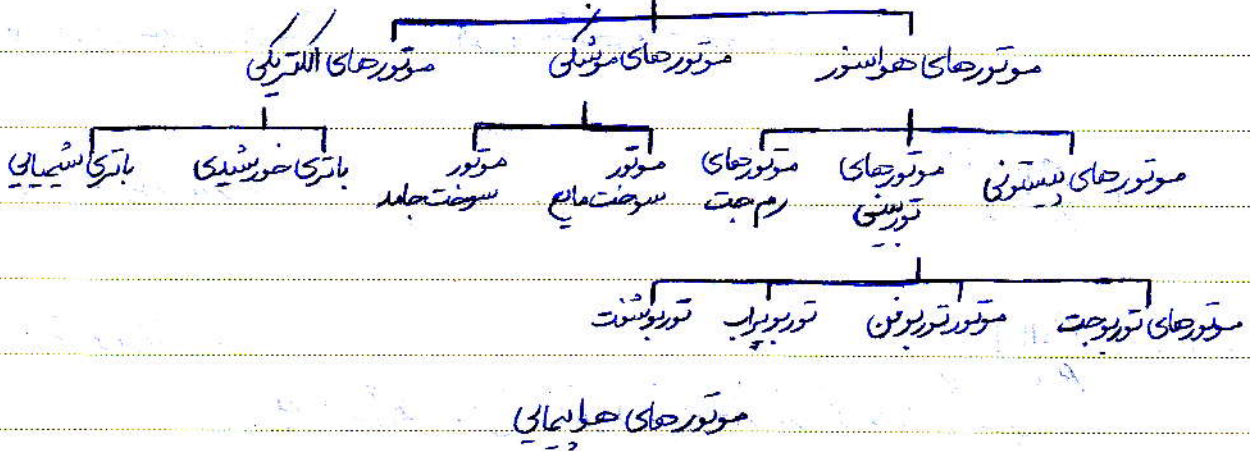 موتورهای هواسوز موتورهای موشکی موتورهای الکتریکی
موتورهای پیستونی موتورهای توربینی موتورهای رم جت موتور سوخت مایع موتور سوخت جامد باتری خورشیدی باتری شیمیایی
موتورهای توربوجت موتور توربوفن توربوپراپ توربوشفت
موتورهای هواپیمایی